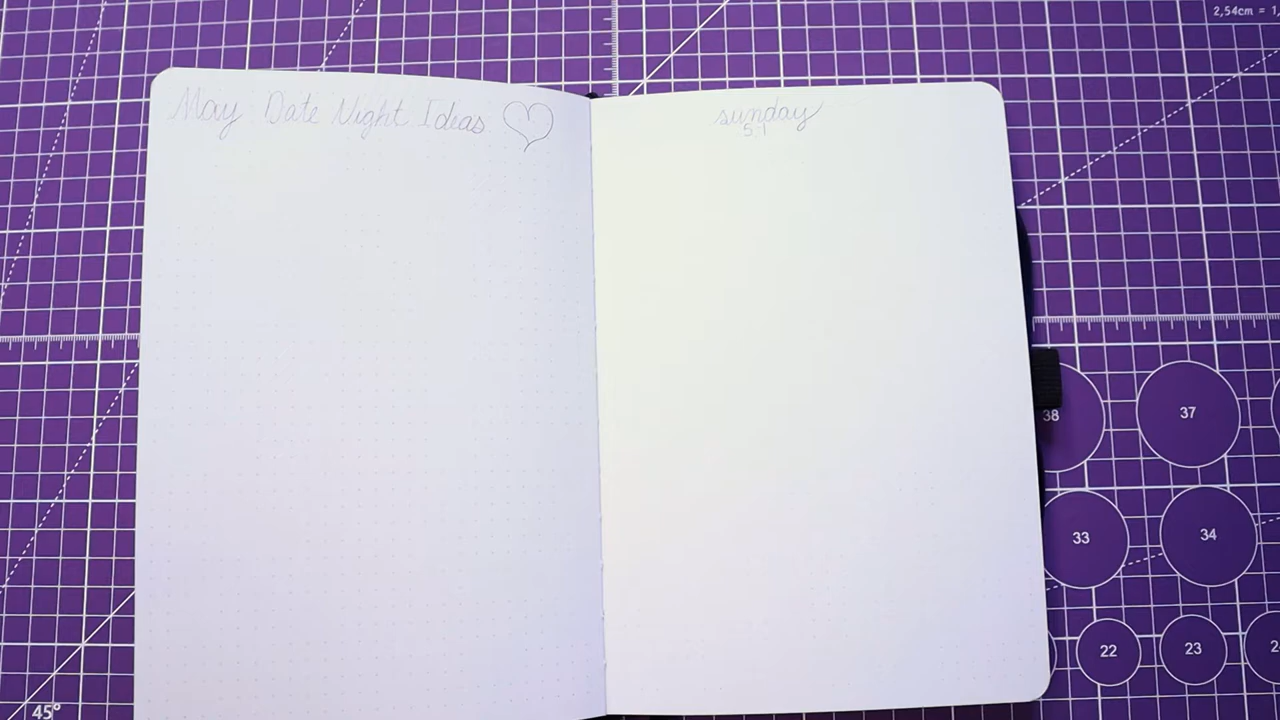 2,54cm = 1,
May Date Night Ideas
sunday
5-1
38
37
33
34
22
23
45°